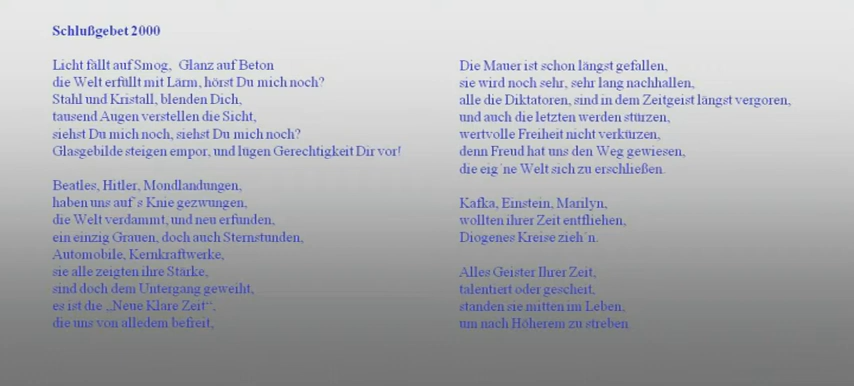 Schlußgebet 2000
Licht fällt auf Smog, Glanz auf Beton
die Welt erfüllt mit Lärm, hörst Du mich noch?
Stahl und Kristall, blenden Dich,
tausend Augen verstellen die Sicht,
siehst Du mich noch, siehst Du mich noch?
Glasgebilde steigen empor, und lügen Gerechtigkeit Dir vor!
Beatles, Hitler, Mondlandungen,
haben uns auf`s Knie gezwungen,
die Welt verdammt, und neu erfunden,
ein einzig Grauen, doch auch Sternstunden,
Automobile, Kernkraftwerke,
sie alle zeigten ihre Stärke,
sind doch dem Untergang geweiht,
es ist die „Neue Klare Zeit“,
die uns von alledem befreit,
Die Mauer ist schon längst gefallen,
sie wird noch sehr, sehr lang nachhallen,
alle die Diktatoren, sind in dem Zeitgeist längst vergoren,
und auch die letzten werden stürzen,
wertvolle Freiheit nicht verkürzen,
denn Freud hat uns den Weg gewiesen,
die eig´ne Welt sich zu erschließen.
Kafka, Einstein, Marilyn,
wollten ihrer Zeit entfliehen,
Diogenes Kreise zieh´n.
Alles Geister Ihrer Zeit,
talentiert oder gescheit,
standen sie mitten im Leben,
um nach Höherem zu streben.